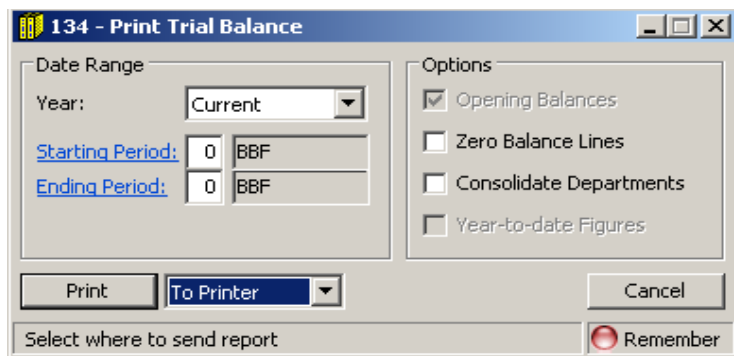 134 - Print Trial Balance
Date Range
Year: Current
Starting Period: 0 BBF
Ending Period: 0 BBF
Options
Opening Balances
Zero Balance Lines
Consolidate Departments
Year-to-date Figures
Print To Printer Cancel
Select where to send report Remember